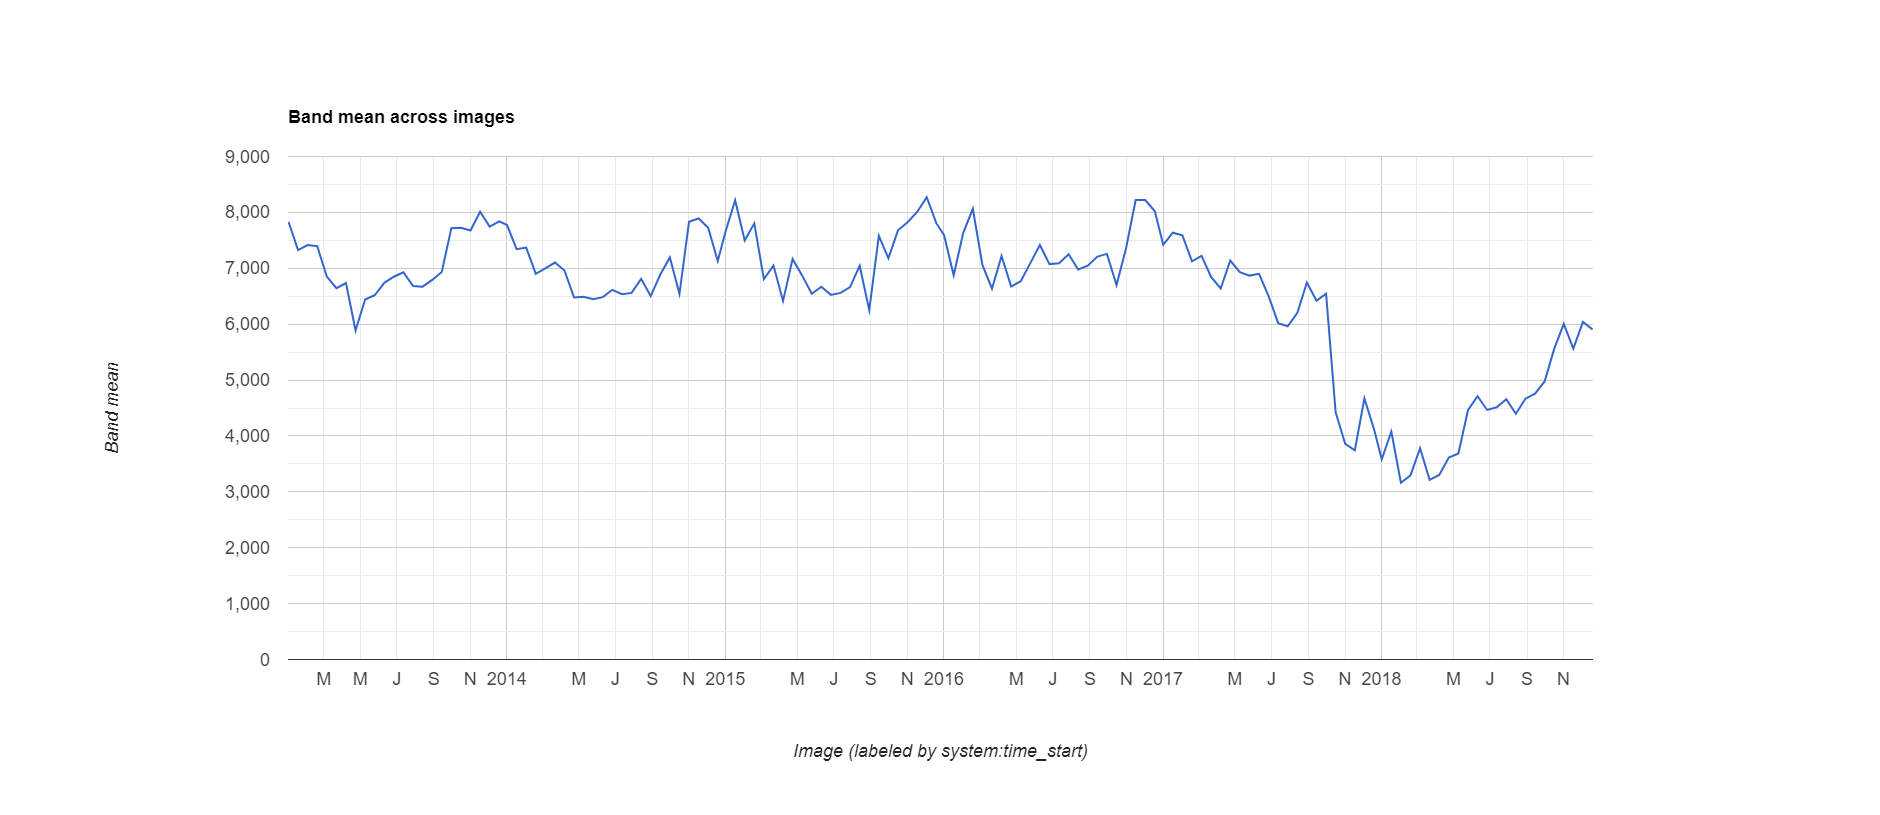 Band mean across images
9,000
8,000
7,000
6,000
5,000
4,000
3,000
2,000
1,000
0
Band mean
M M J S N 2014 M J S N 2015 M J S N 2016 M J S N 2017 M J S N 2018 M J S N
Image (labeled by system:time_start)